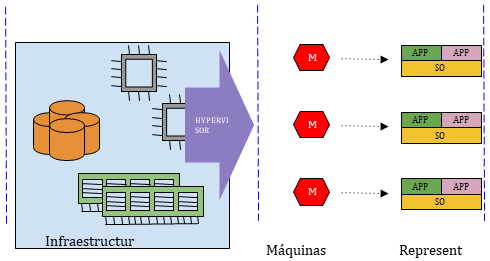 HYPERVI
SOR
Infraestructur
M
M
M
Máquinas
APP APP
SO
APP APP
SO
APP APP
SO
Represent